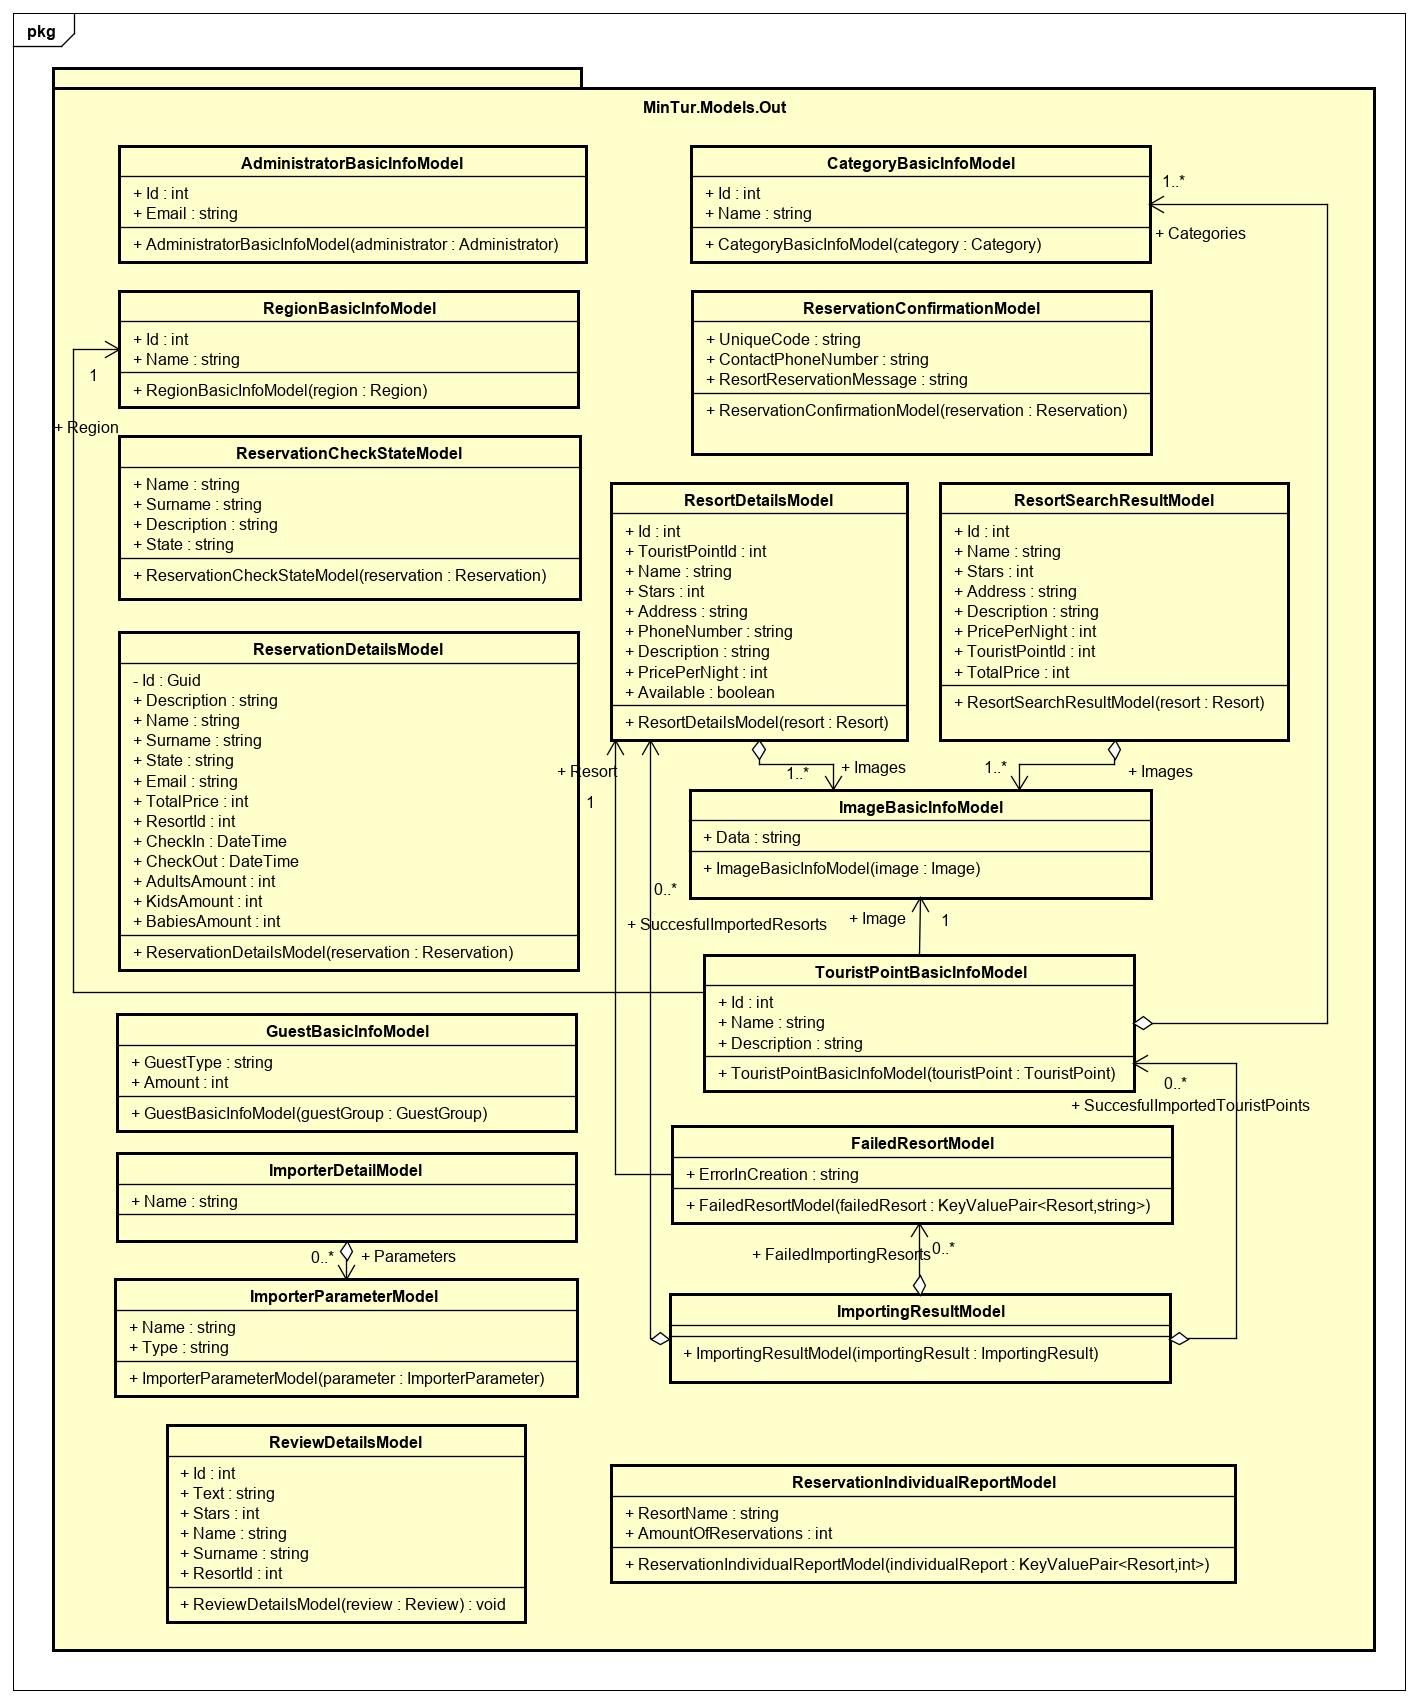 pkg
MinTur.Models.Out
AdministratorBasicInfoModel
+ Id : int
+ Email : string
+ AdministratorBasicInfoModel(administrator : Administrator)
CategoryBasicInfoModel
+ Id : int
+ Name : string
+ CategoryBasicInfoModel(category : Category)
1..*
+ Categories
RegionBasicInfoModel
+ Id : int
+ Name : string
+ RegionBasicInfoModel(region : Region)
1
+ Region
ReservationConfirmationModel
+ UniqueCode : string
+ ContactPhoneNumber : string
+ ResortReservationMessage : string
+ ReservationConfirmationModel(reservation : Reservation)
ReservationCheckStateModel
+ Name : string
+ Surname : string
+ Description : string
+ State : string
+ ReservationCheckStateModel(reservation : Reservation)
ResortDetailsModel
+ Id : int
+ TouristPointId : int
+ Name : string
+ Stars : int
+ Address : string
+ PhoneNumber : string
+ Description : string
+ PricePerNight : int
+ Available : boolean
+ ResortDetailsModel(resort : Resort)
ResortSearchResultModel
+ Id : int
+ Name : string
+ Stars : int
+ Address : string
+ Description : string
+ PricePerNight : int
+ TouristPointId : int
+ TotalPrice : int
+ ResortSearchResultModel(resort : Resort)
ReservationDetailsModel
- Id : Guid
+ Description : string
+ Name : string
+ Surname : string
+ State : string
+ Email : string
+ TotalPrice : int
+ ResortId : int
+ CheckIn : DateTime
+ CheckOut : DateTime
+ AdultsAmount : int
+ KidsAmount : int
+ BabiesAmount : int
+ ReservationDetailsModel(reservation : Reservation)
+ Resort
1
1..*
+ Images
1..*
+ Images
ImageBasicInfoModel
+ Data : string
+ ImageBasicInfoModel(image : Image)
0..*
+ SuccesfulImportedResorts
+ Image
1
TouristPointBasicInfoModel
+ Id : int
+ Name : string
+ Description : string
+ TouristPointBasicInfoModel(touristPoint : TouristPoint)
0..*
+ SuccesfulImportedTouristPoints
GuestBasicInfoModel
+ GuestType : string
+ Amount : int
+ GuestBasicInfoModel(guestGroup : GuestGroup)
FailedResortModel
+ ErrorInCreation : string
+ FailedResortModel(failedResort : KeyValuePair<Resort,string>)
ImporterDetailModel
+ Name : string
0..*
+ Parameters
+ FailedImportingResorts
0..*
ImporterParameterModel
+ Name : string
+ Type : string
+ ImporterParameterModel(parameter : ImporterParameter)
ImportingResultModel
+ ImportingResultModel(importingResult : ImportingResult)
ReviewDetailsModel
+ Id : int
+ Text : string
+ Stars : int
+ Name : string
+ Surname : string
+ ResortId : int
+ ReviewDetailsModel(review : Review) : void
ReservationIndividualReportModel
+ ResortName : string
+ AmountOfReservations : int
+ ReservationIndividualReportModel(individualReport : KeyValuePair<Resort,int>)